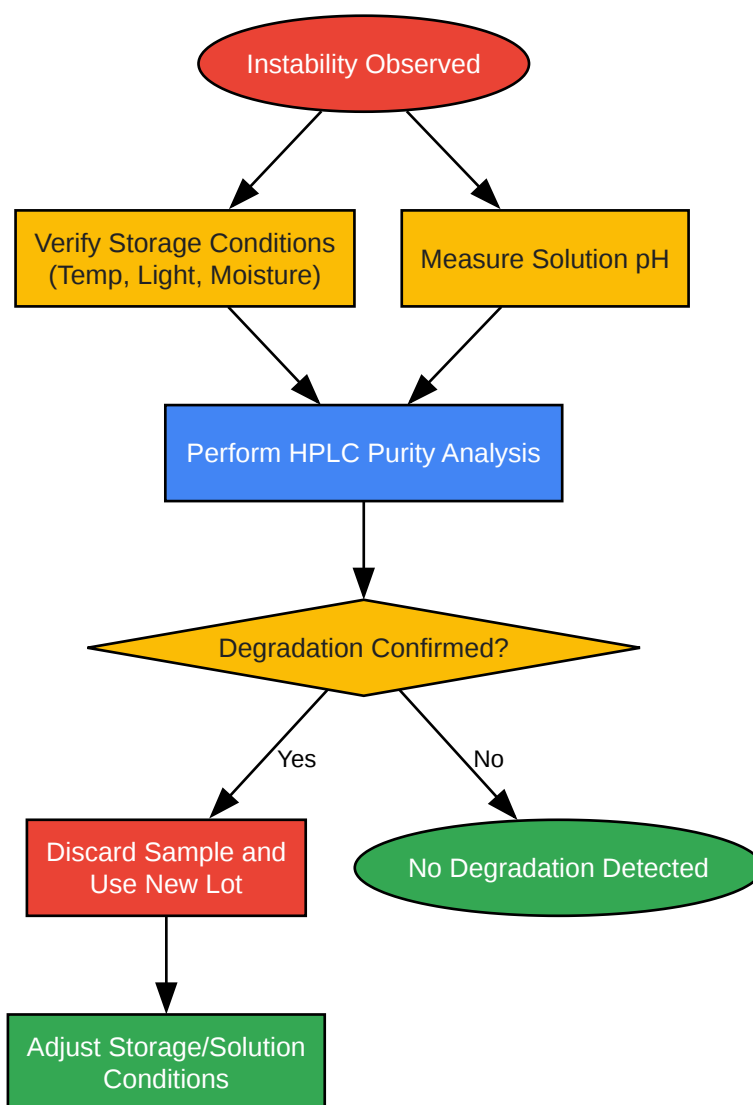 Instability Observed
Verify Storage Conditions
(Temp, Light, Moisture)
Measure Solution pH
Perform HPLC Purity Analysis
Degradation Confirmed?
Yes
No
Discard Sample and
Use New Lot
No Degradation Detected
Adjust Storage/Solution
Conditions